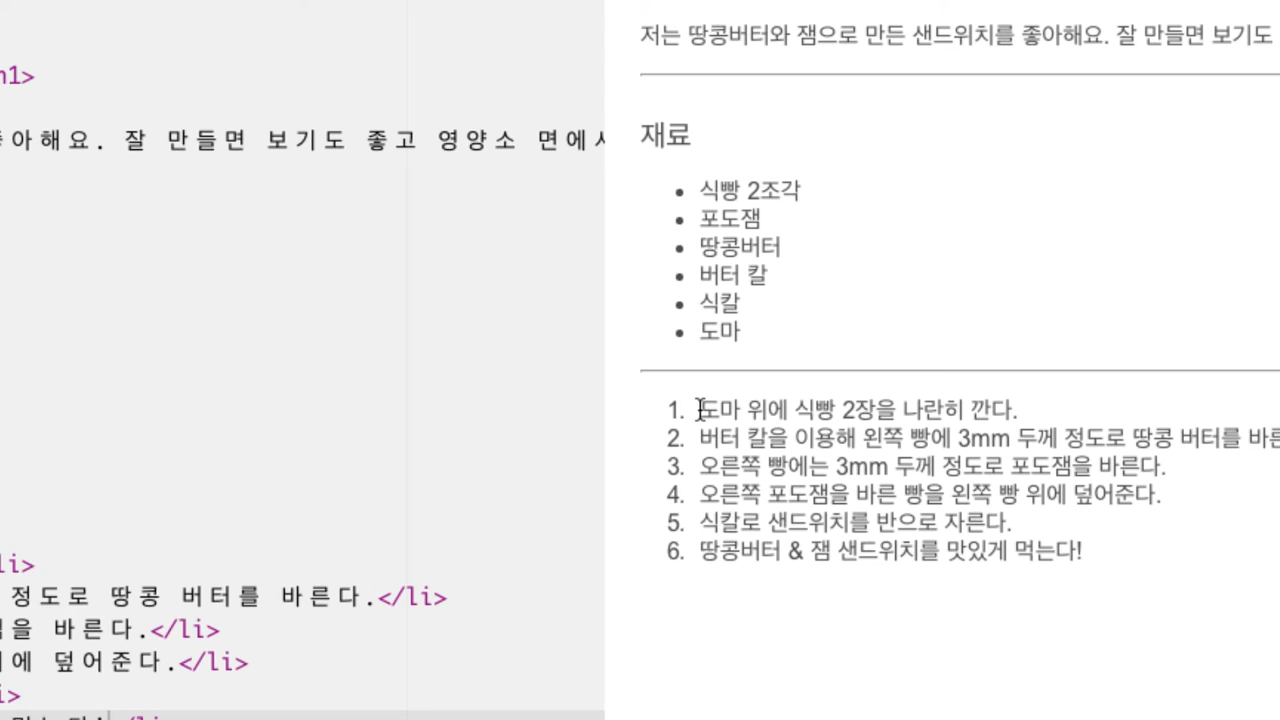 h1>
아해요. 잘 만들면 보기도 좋고 영양소 면에
li>
정도로 땅콩 버터를 바른다.</li>
을 바른다.</li>
에 덮어준다.</li>
i>
저는 땅콩버터와 잼으로 만든 샌드위치를 좋아해요. 잘 만들면 보기도
재료
• 식빵 2조각
• 포도잼
• 땅콩버터
• 버터 칼
• 식칼
• 도마
1. 도마 위에 식빵 2장을 나란히 깐다.
2. 버터 칼을 이용해 왼쪽 빵에 3mm 두께 정도로 땅콩 버터를 바른
3. 오른쪽 빵에는 3mm 두께 정도로 포도잼을 바른다.
4. 오른쪽 포도잼을 바른 빵을 왼쪽 빵 위에 덮어준다.
5. 식칼로 샌드위치를 반으로 자른다.
6. 땅콩버터 & 잼 샌드위치를 맛있게 먹는다!